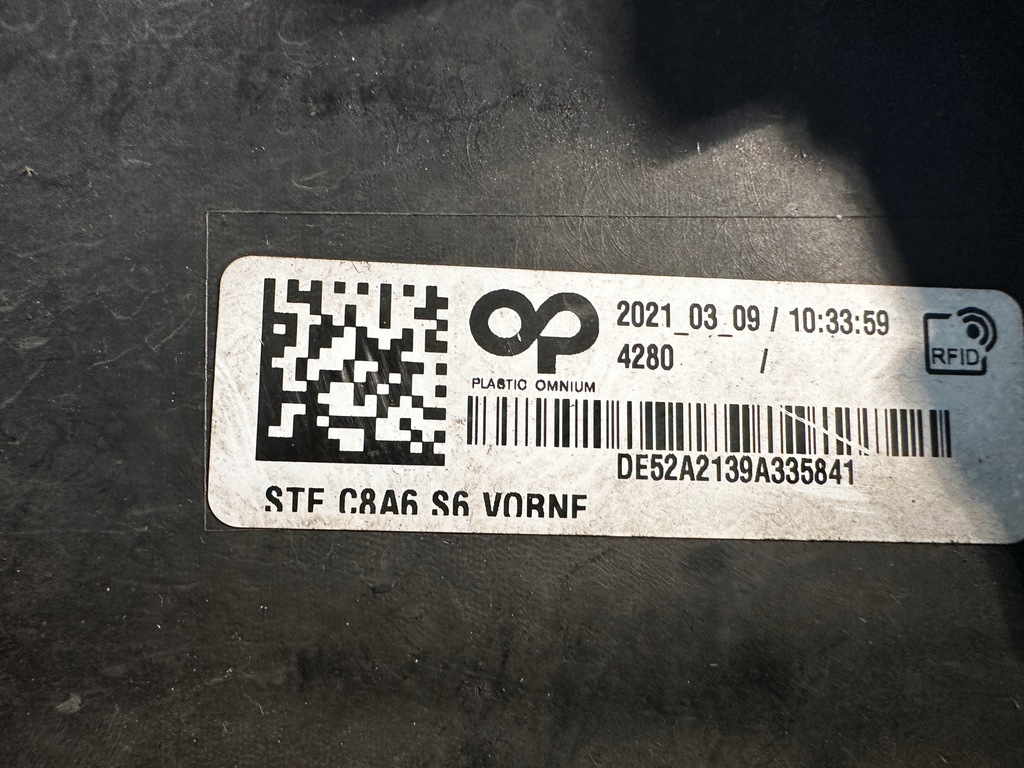 2021_03_09 / 10:33:59
4280 /
RFID
PLASTIC OMNIUM
DE52A2139A335841
STF C8A6 S6 VORNE